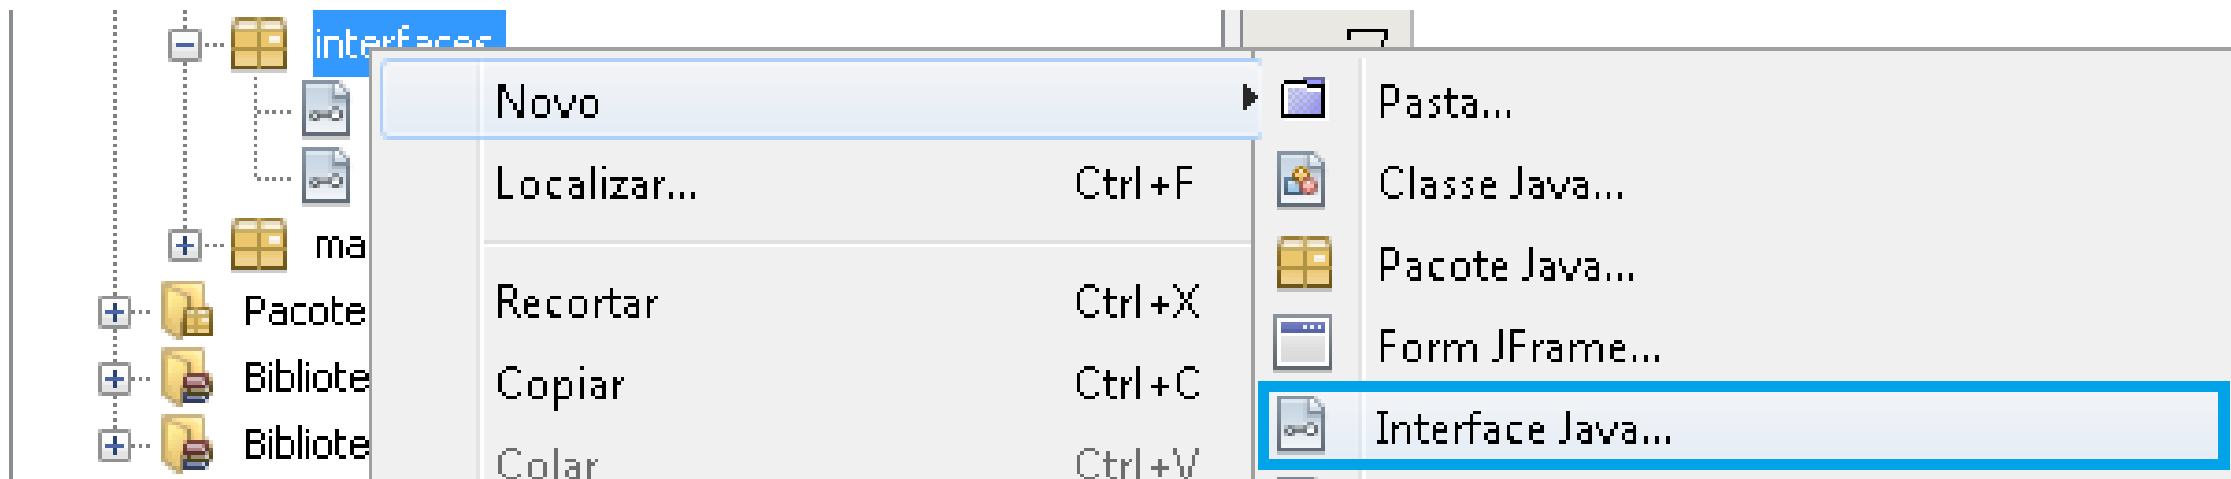 interfaces
Novo
Pasta...
Localizar... Ctrl+F
Classe Java...
ma
Pacote Java...
Pacote
Recortar Ctrl+X
Form JFrame...
Bibliote
Copiar Ctrl+C
Interface Java...
Bibliote
Colar Ctrl+V